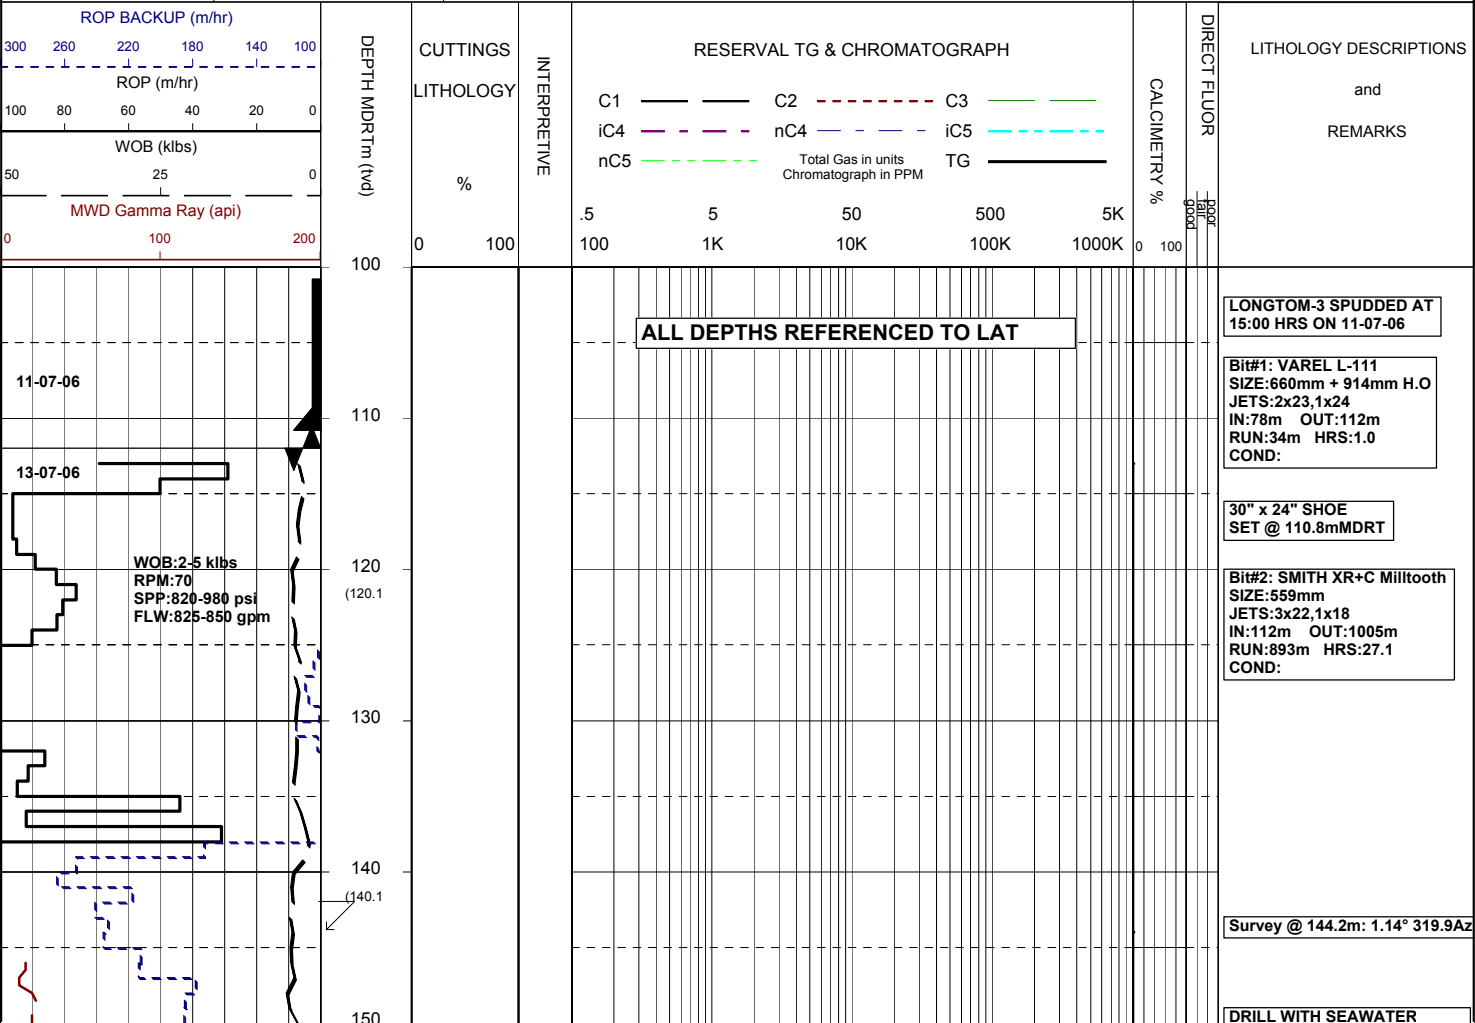 ROP BACKUP (m/hr)
300 260 220 180 140 100
ROP (m/hr)
100 80 60 40 20 0
WOB (klbs)
50 25 0
MWD Gamma Ray (api)
0 100 200
DEPTH MDRTm (tvd)
CUTTINGS
LITHOLOGY
%
0 100
INTERPRETIVE
RESERVAL TG & CHROMATOGRAPH
C1 C2 C3
iC4 nC4 iC5
nC5 Total Gas in units TG
Chromatograph in PPM
.5 5 50 500 5K
100 1K 10K 100K 1000K
CALCIMETRY %
0 100
DIRECT FLUOR
poor
fair
good
LITHOLOGY DESCRIPTIONS
and
REMARKS
100
ALL DEPTHS REFERENCED TO LAT
LONGTOM-3 SPUDDED AT
15:00 HRS ON 11-07-06
11-07-06
Bit#1: VAREL L-111
SIZE:660mm + 914mm H.O
JETS:2x23,1x24
IN:78m OUT:112m
RUN:34m HRS:1.0
COND:
110
13-07-06
30" x 24" SHOE
SET @ 110.8mMDRT
WOB:2-5 klbs
RPM:70
SPP:820-980 psi
FLW:825-850 gpm
120
(120.1
Bit#2: SMITH XR+C Milltooth
SIZE:559mm
JETS:3x22,1x18
IN:112m OUT:1005m
RUN:893m HRS:27.1
COND:
130
140
(140.1
Survey @ 144.2m: 1.14° 319.9Az
150
DRILL WITH SEAWATER